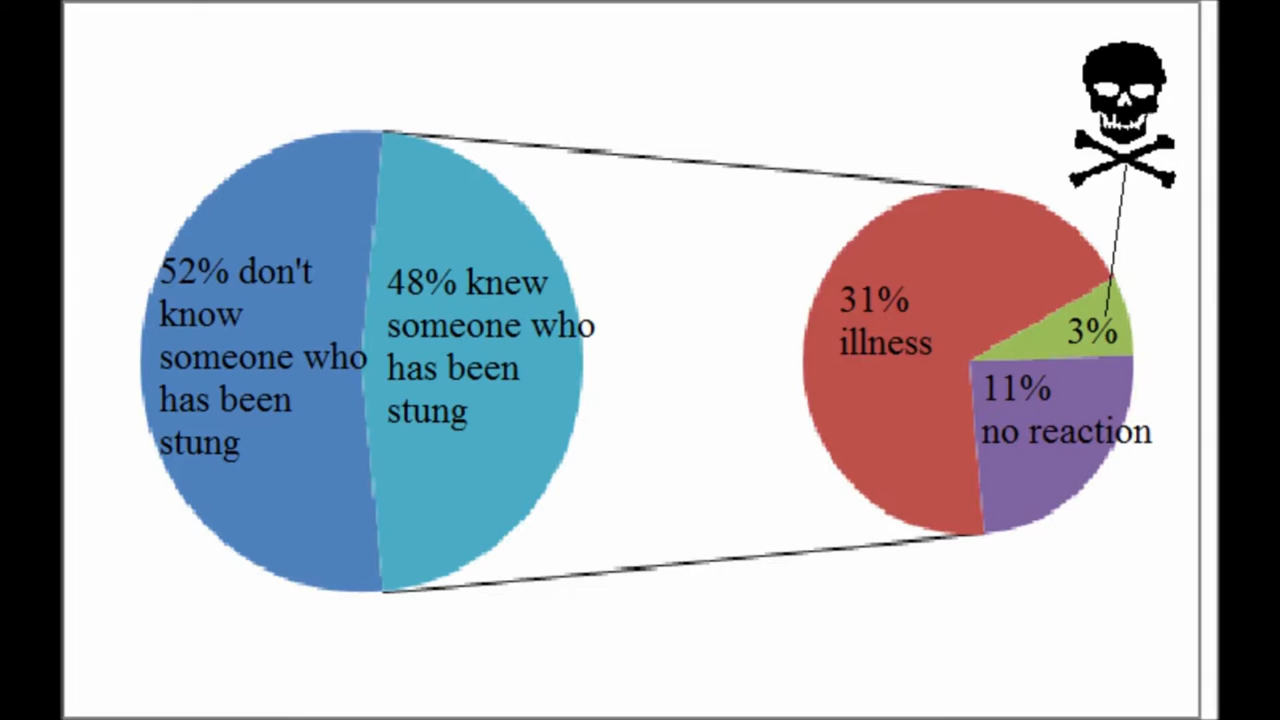 52% don't
know
someone who
has been
stung
48% knew
someone who
has been
stung
31%
illness
3%
11%
no reaction